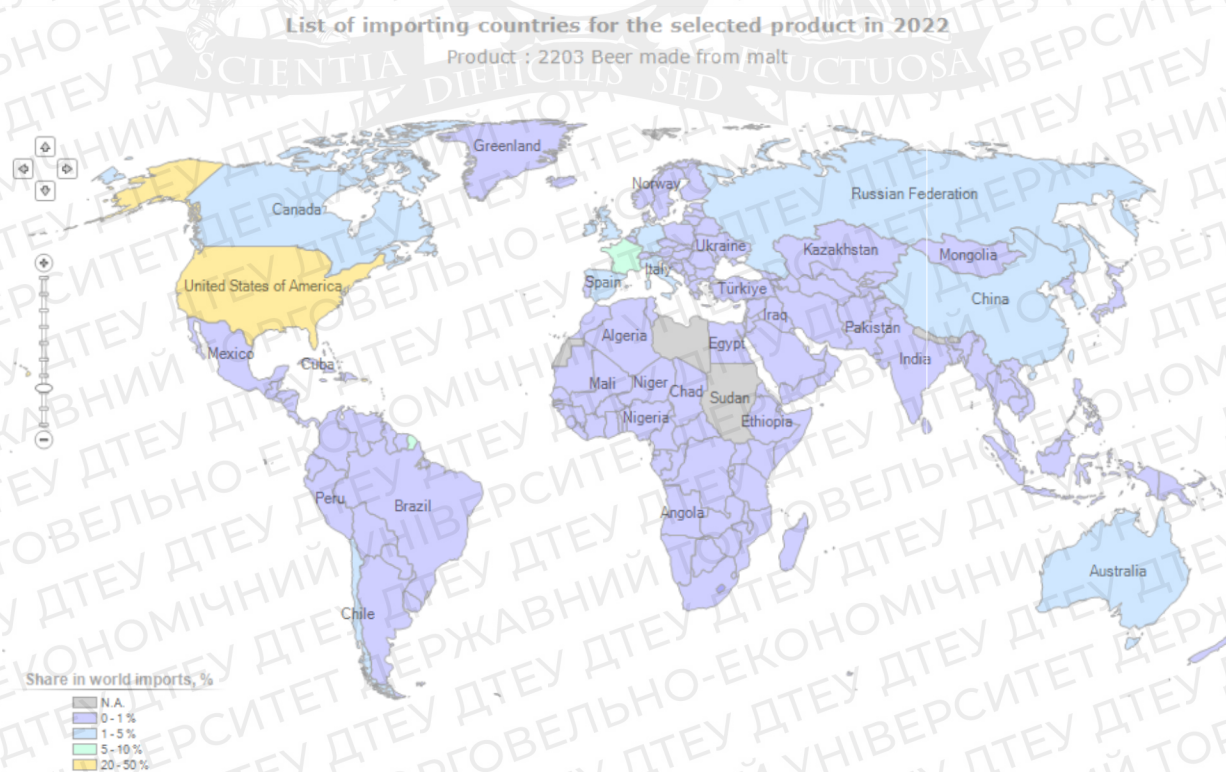 List of importing countries for the selected product in 2022
Product : 2203 Beer made from malt
SCIENTIA DIFFICILIS SED FRUCTUOSA
Greenland
Norway
Russian Federation
Canada
Ukraine
Kazakhstan
Mongolia
Italy
Spain
United States of America
Türkiye
China
Iraq
Algeria
Pakistan
Egypt
Mexico
India
Cuba
Mali
Niger
Chad
Sudan
Nigeria
Ethiopia
Peru
Brazil
Angola
Australia
Chile
Share in world imports, %
N.A.
0 - 1 %
1 - 5 %
5 - 10 %
20 - 50 %